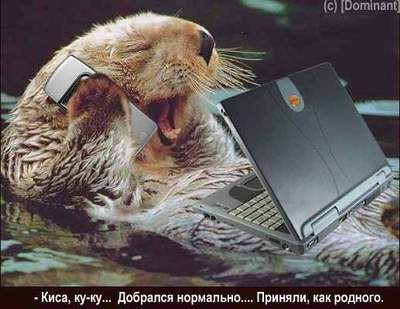 (c) [Dominant]
- Киса, ку-ку... Добрался нормально.... Приняли, как родного.